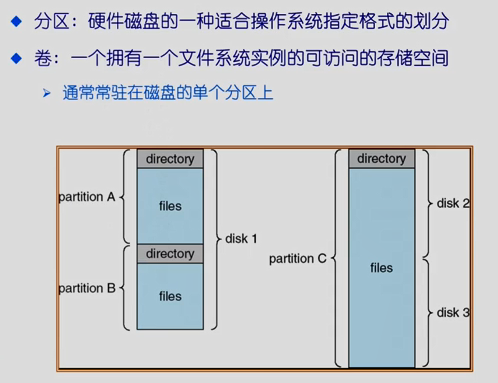 分区：硬件磁盘的一种适合操作系统指定格式的划分
卷：一个拥有一个文件系统实例的可访问的存储空间
通常常驻在磁盘的单个分区上
directory
partition A
files
directory
disk 1
partition B
files
directory
disk 2
partition C
files
disk 3